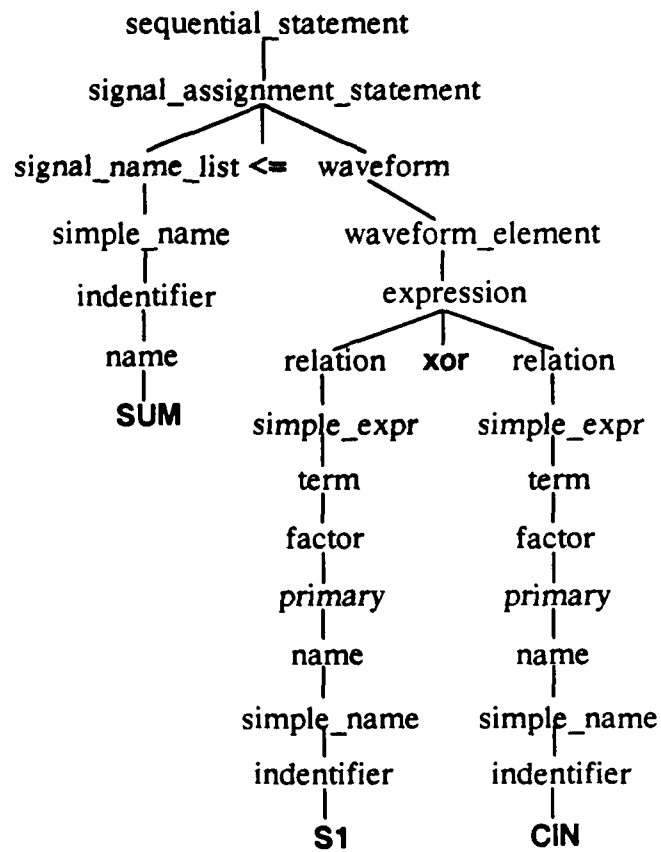 sequential_statement
signal_assignment_statement
signal_name_list <= waveform
simple_name waveform_element
indentifier expression
name relation xor relation
SUM simple_expr simple_expr
term term
factor factor
primary primary
name name
simple_name simple_name
indentifier indentifier
S1 CIN